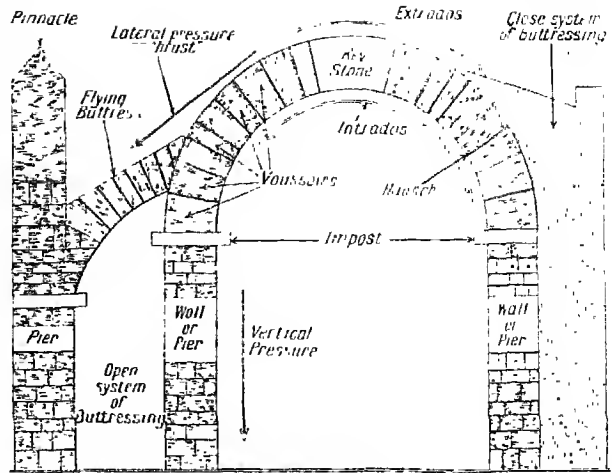 Pinnacle
Lateral pressure
"thrust"
Extrados
Close system
of buttressing
Key
Stone
Flying
Buttress
Intrados
Voussoirs
Haunch
Impost
Wall
or
Pier
Vertical
Pressure
Wall
or
Pier
Pier
Open
system
of
Buttressing